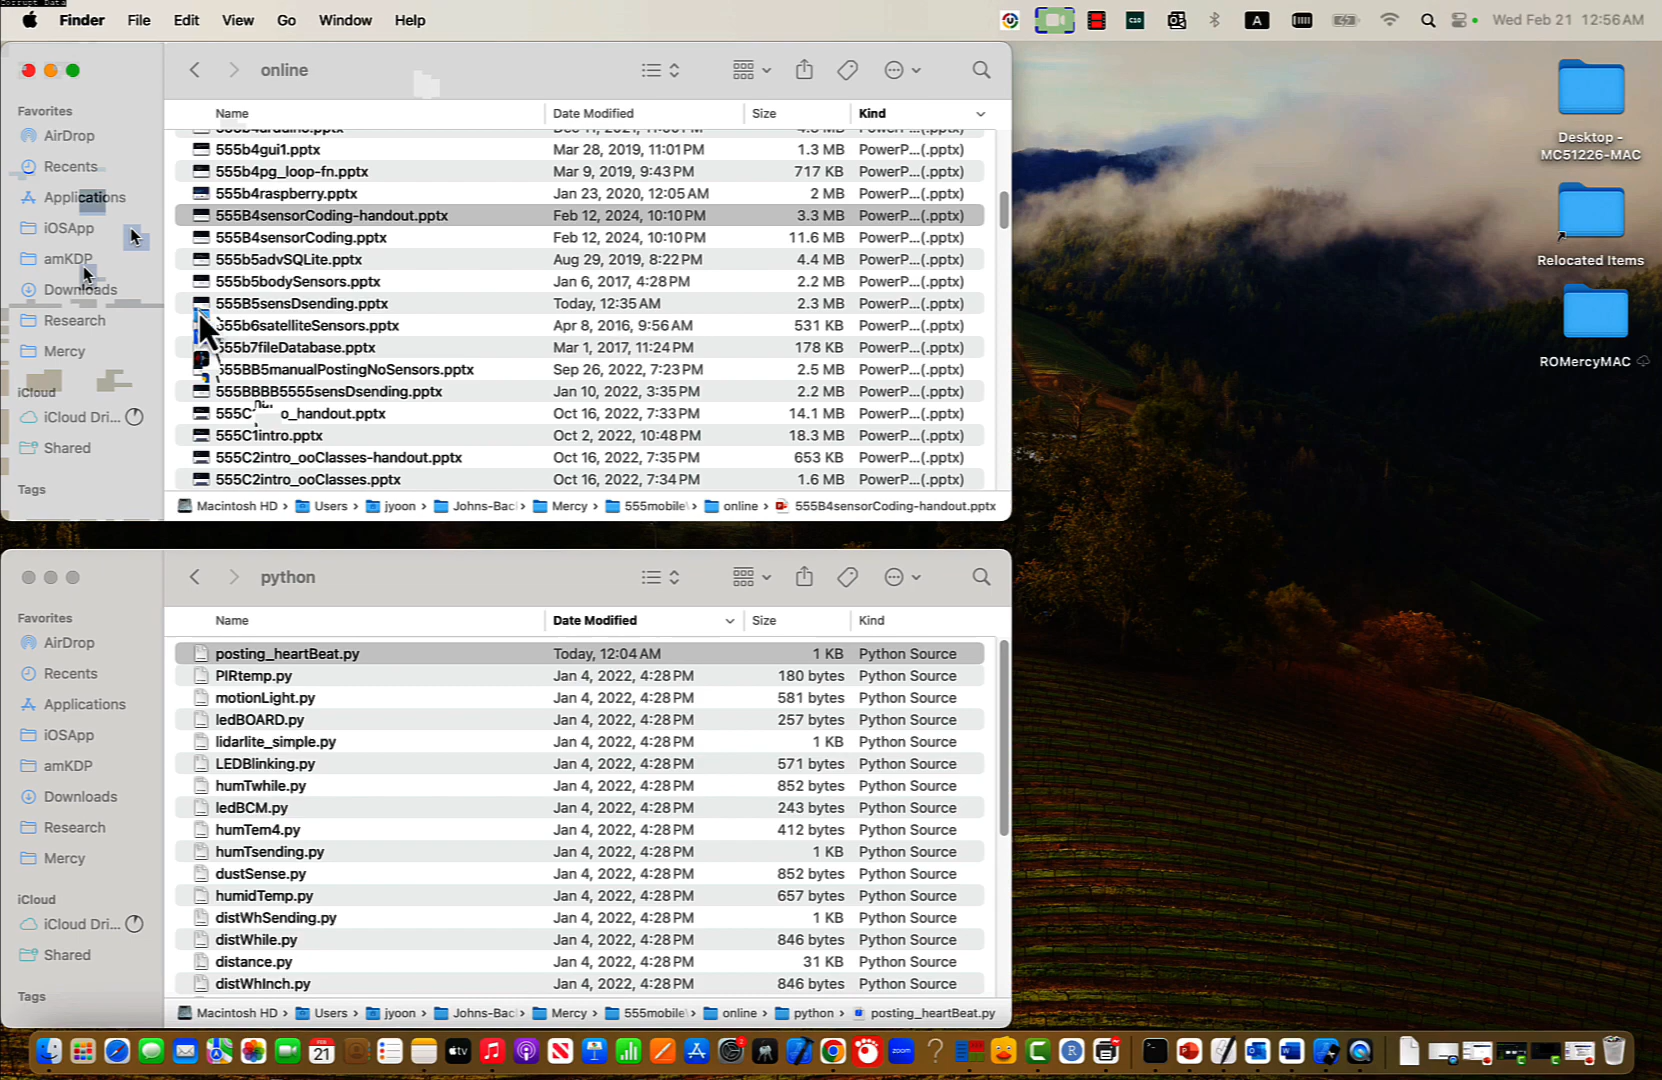 Corrupt Data
Finder File Edit View Go Window Help
C10 A Wed Feb 21 12:56 AM
online
Favorites
AirDrop
Recents
Applications
iOSApp
amKDP
Downloads
Research
Mercy
iCloud
iCloud Dri...
Shared
Tags
Name Date Modified Size Kind
555b4gui1.pptx Mar 28, 2019, 11:01 PM 1.3 MB PowerP...(.pptx)
555b4pg_loop-fn.pptx Mar 9, 2019, 9:43 PM 717 KB PowerP...(.pptx)
555b4raspberry.pptx Jan 23, 2020, 12:05 AM 2 MB PowerP...(.pptx)
555B4sensorCoding-handout.pptx Feb 12, 2024, 10:10 PM 3.3 MB PowerP...(.pptx)
555B4sensorCoding.pptx Feb 12, 2024, 10:10 PM 11.6 MB PowerP...(.pptx)
555b5advSQLite.pptx Aug 29, 2019, 8:22 PM 4.4 MB PowerP...(.pptx)
555b5bodySensors.pptx Jan 6, 2017, 4:28 PM 2.2 MB PowerP...(.pptx)
555B5sensDsending.pptx Today, 12:35 AM 2.3 MB PowerP...(.pptx)
555b6satelliteSensors.pptx Apr 8, 2016, 9:56 AM 531 KB PowerP...(.pptx)
555b7fileDatabase.pptx Mar 1, 2017, 11:24 PM 178 KB PowerP...(.pptx)
555BB5manualPostingNoSensors.pptx Sep 26, 2022, 7:23 PM 2.5 MB PowerP...(.pptx)
555BBBB5555sensDsending.pptx Jan 10, 2022, 3:35 PM 2.2 MB PowerP...(.pptx)
Oct 16, 2022, 7:33 PM 14.1 MB PowerP...(.pptx)
555C1intro.pptx Oct 2, 2022, 10:48 PM 18.3 MB PowerP...(.pptx)
555C2intro_ooClasses-handout.pptx Oct 16, 2022, 7:35 PM 653 KB PowerP...(.pptx)
555C2intro_ooClasses.pptx Oct 16, 2022, 7:34 PM 1.6 MB PowerP...(.pptx)
Macintosh HD › Users › jyoon › Johns-Bac › Mercy › 555mobile › online › 555B4sensorCoding-handout.pptx
Desktop -
MC51226-MAC
Relocated Items
ROMercyMAC
python
Favorites
AirDrop
Recents
Applications
iOSApp
amKDP
Downloads
Research
Mercy
iCloud
iCloud Dri...
Shared
Tags
Name Date Modified Size Kind
posting_heartBeat.py Today, 12:04 AM 1 KB Python Source
PIRtemp.py Jan 4, 2022, 4:28 PM 180 bytes Python Source
motionLight.py Jan 4, 2022, 4:28 PM 581 bytes Python Source
ledBOARD.py Jan 4, 2022, 4:28 PM 257 bytes Python Source
lidarlite_simple.py Jan 4, 2022, 4:28 PM 1 KB Python Source
LEDBlinking.py Jan 4, 2022, 4:28 PM 571 bytes Python Source
humTwhile.py Jan 4, 2022, 4:28 PM 852 bytes Python Source
ledBCM.py Jan 4, 2022, 4:28 PM 243 bytes Python Source
humTem4.py Jan 4, 2022, 4:28 PM 412 bytes Python Source
humTsending.py Jan 4, 2022, 4:28 PM 1 KB Python Source
dustSense.py Jan 4, 2022, 4:28 PM 852 bytes Python Source
humidTemp.py Jan 4, 2022, 4:28 PM 657 bytes Python Source
distWhSending.py Jan 4, 2022, 4:28 PM 1 KB Python Source
distWhile.py Jan 4, 2022, 4:28 PM 846 bytes Python Source
distance.py Jan 4, 2022, 4:28 PM 31 KB Python Source
distWhInch.py Jan 4, 2022, 4:28 PM 846 bytes Python Source
Macintosh HD › Users › jyoon › Johns-Bac › Mercy › 555mobile › online › python › posting_heartBeat.py
FEB
21
tv
zoom